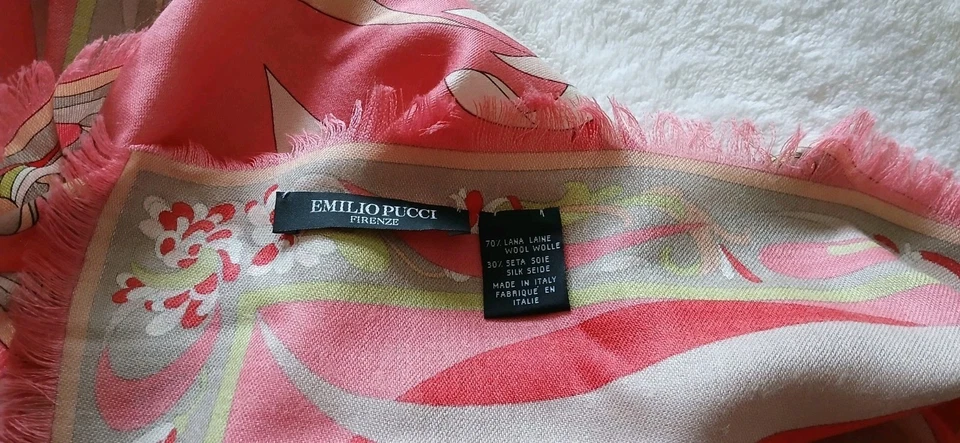 EMILIO PUCCI
FIRENZE
70% LANA LAINE
WOOL WOLLE
30% SETA SOIE
SILK SEIDE
MADE IN ITALY
FABRIQUÉ EN
ITALIE